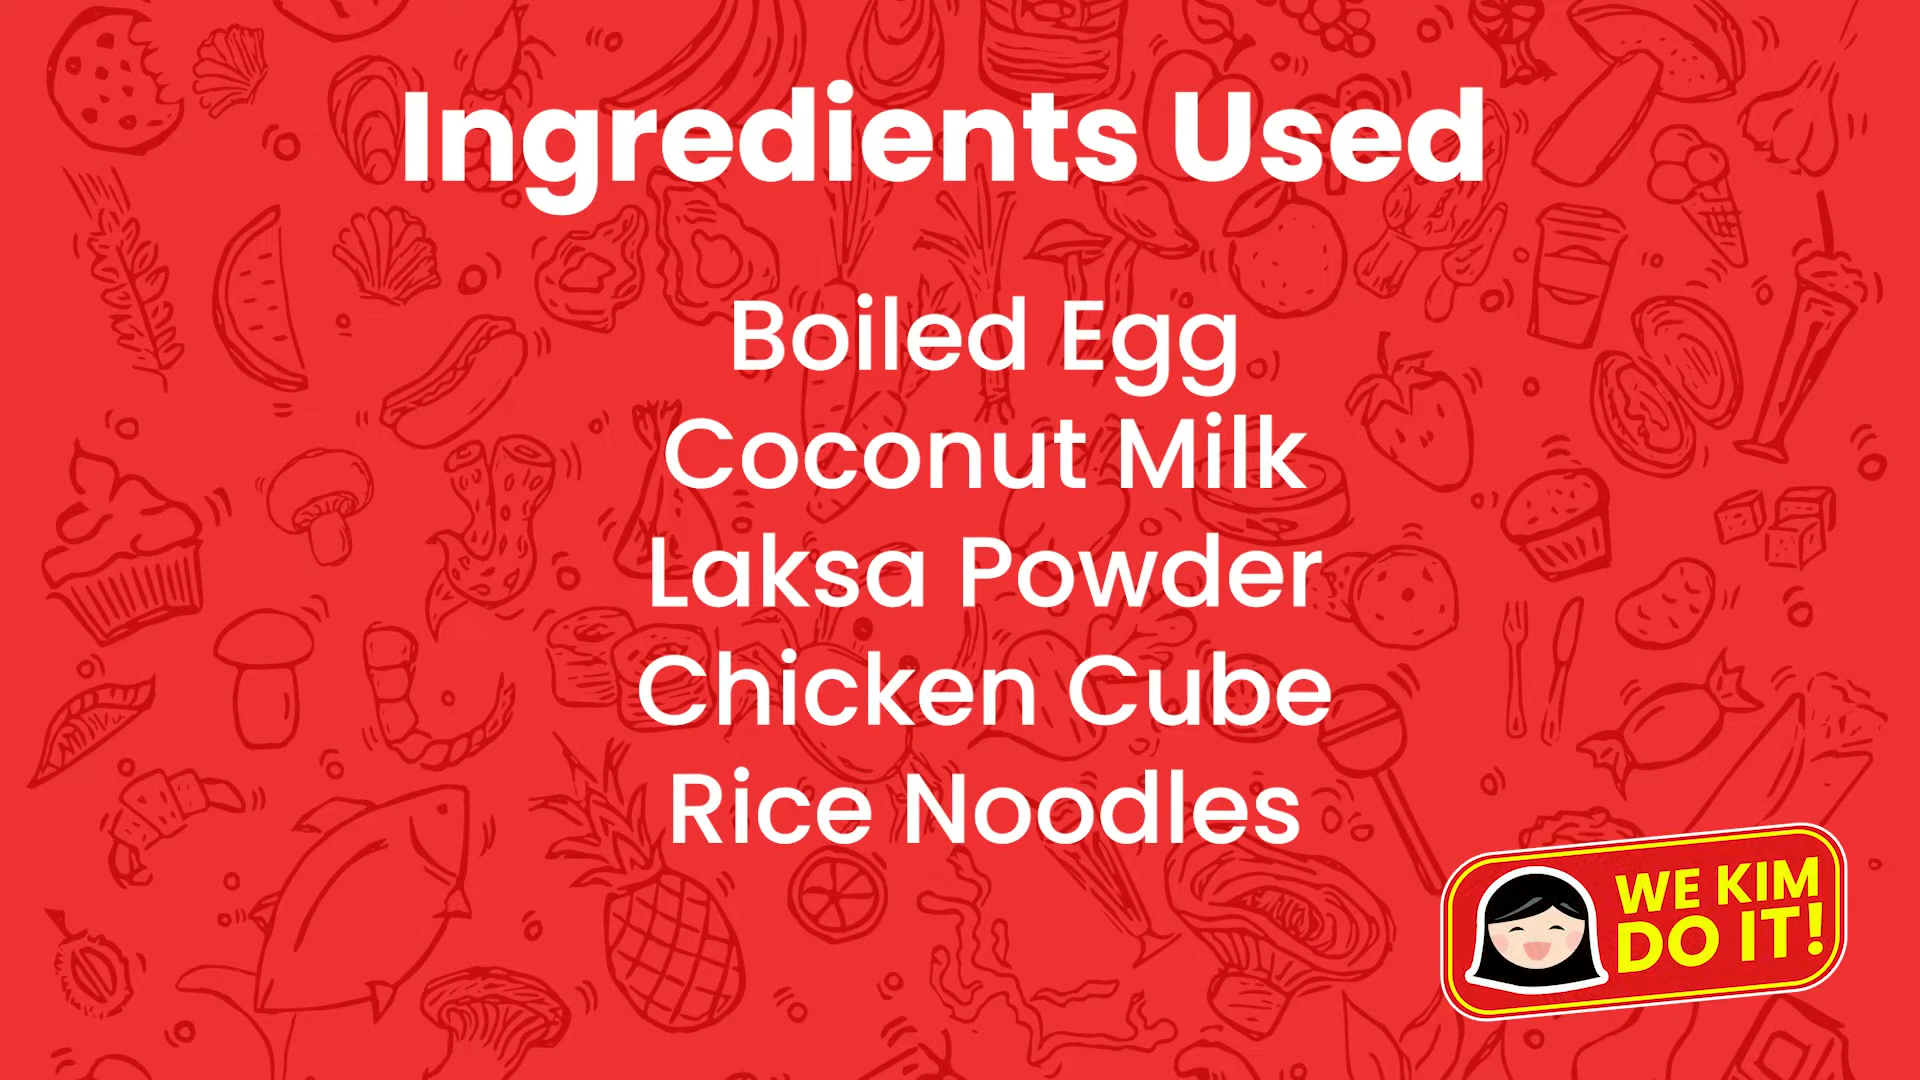 Ingredients Used
Boiled Egg
Coconut Milk
Laksa Powder
Chicken Cube
Rice Noodles
WE KIM
DO IT!